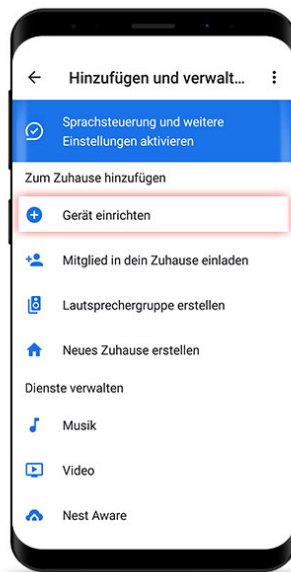 Hinzufügen und verwalt...
Sprachsteuerung und weitere
Einstellungen aktivieren
Zum Zuhause hinzufügen
Gerät einrichten
Mitglied in dein Zuhause einladen
Lautsprechergruppe erstellen
Neues Zuhause erstellen
Dienste verwalten
Musik
Video
Nest Aware